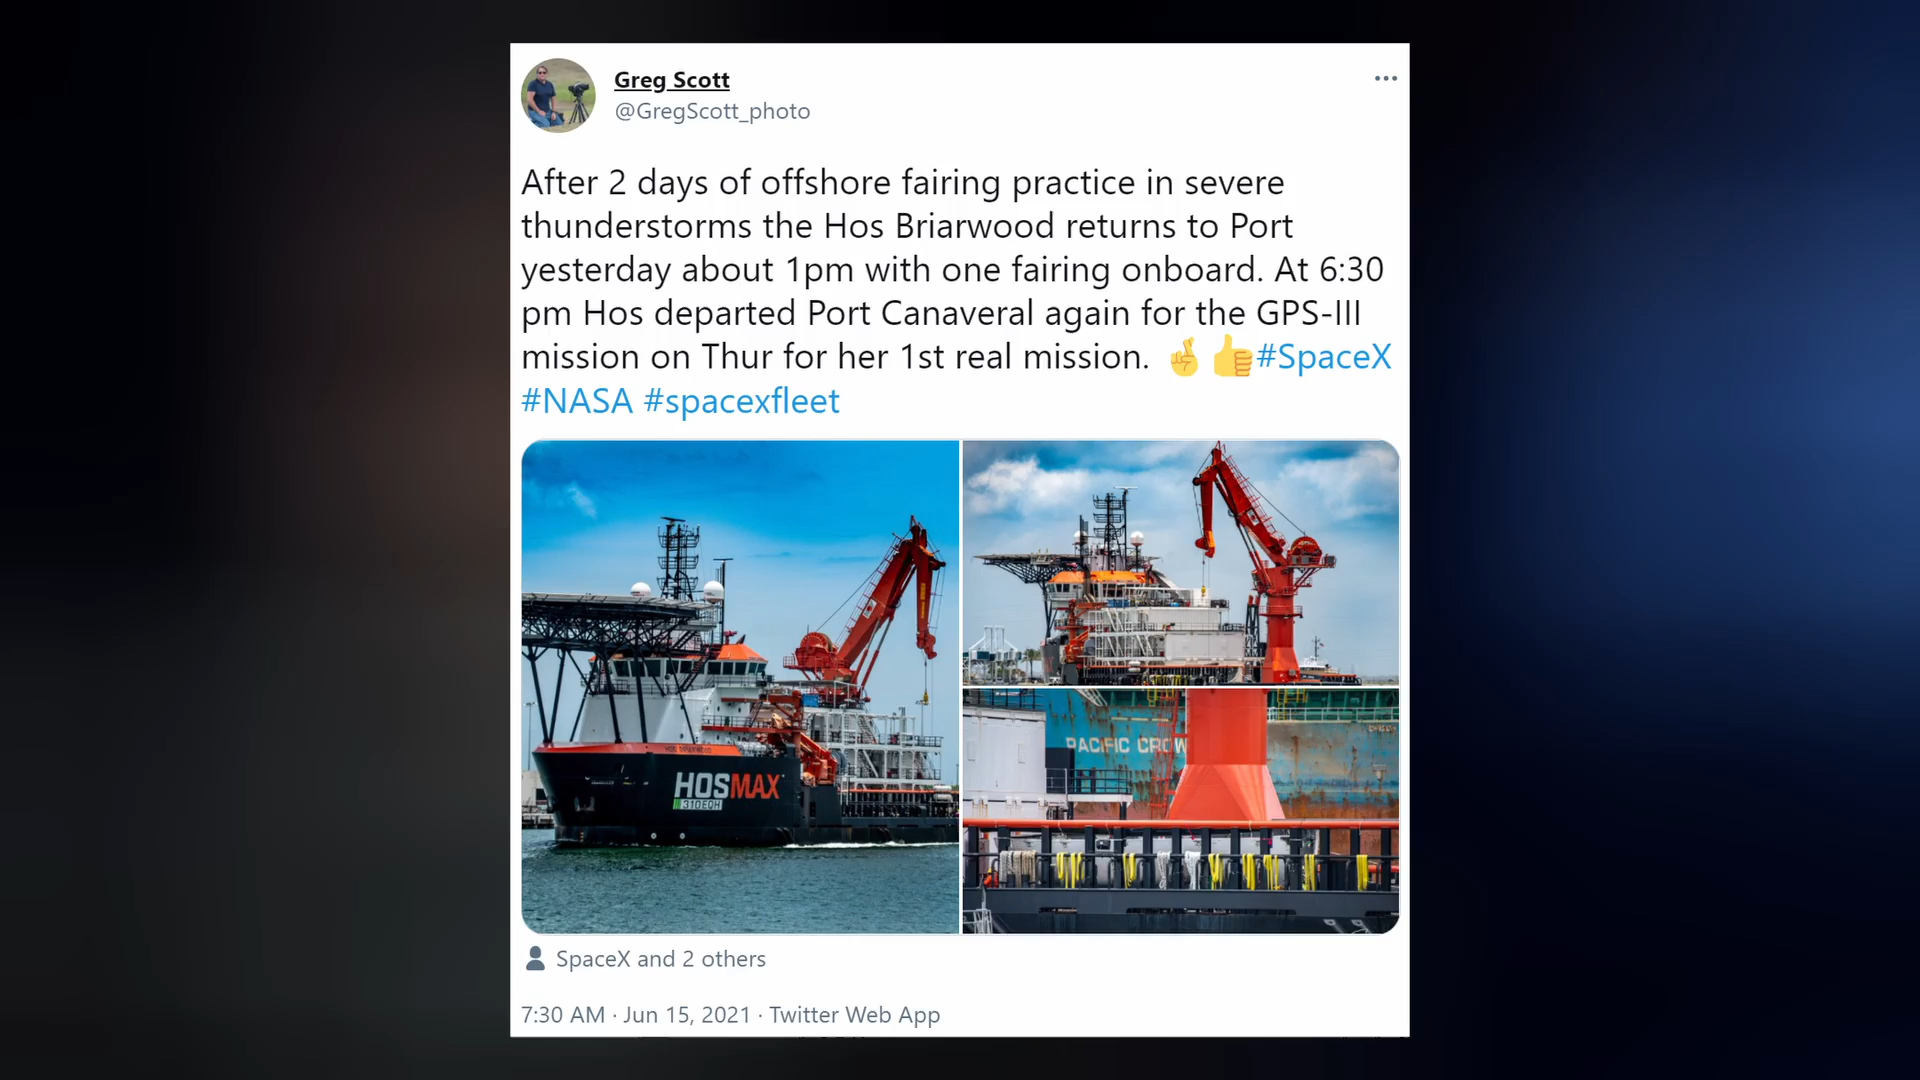 Greg Scott
@GregScott_photo
After 2 days of offshore fairing practice in severe
thunderstorms the Hos Briarwood returns to Port
yesterday about 1pm with one fairing onboard. At 6:30
pm Hos departed Port Canaveral again for the GPS-III
mission on Thur for her 1st real mission. 🤞 👍#SpaceX
#NASA #spacexfleet
HOS BRIARWOOD
HOSMAX
310EQH
PACIFIC CROW
SpaceX and 2 others
7:30 AM · Jun 15, 2021 · Twitter Web App